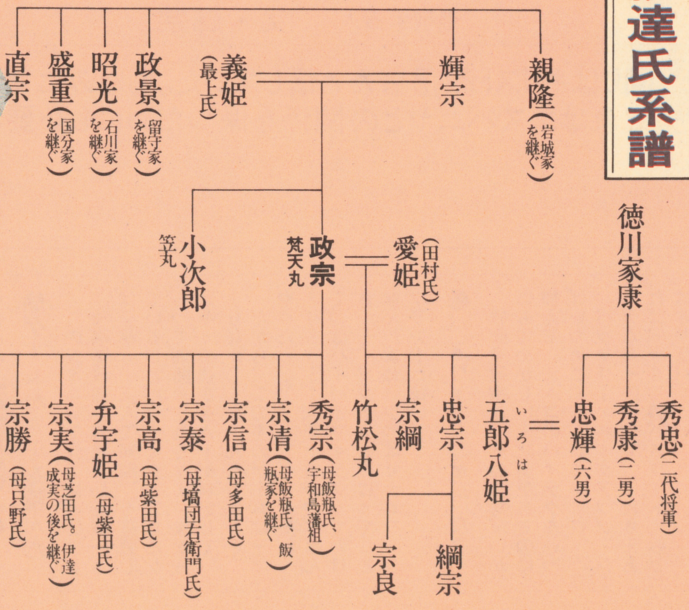 達氏系譜
親隆(岩城家を継ぐ)
輝宗
義姫(最上氏)
政景(留守家を継ぐ)
昭光(石川家を継ぐ)
盛重(国分家を継ぐ)
直宗
徳川家康
愛姫(田村氏)
政宗
梵天丸
小次郎
竺丸
秀忠(二代将軍)
秀康(二男)
忠輝(六男)
五郎八姫
いろは
忠宗
宗綱
竹松丸
秀宗(母飯瓶氏、宇和島藩祖)
宗清(母飯瓶氏、飯瓶家を継ぐ)
宗信(母多田氏)
宗泰(母塙団右衛門氏)
宗高(母紫田氏)
弁宇姫(母紫田氏)
宗実(母芝田氏。伊達成実の後を継ぐ)
宗勝(母只野氏)
綱宗
宗良